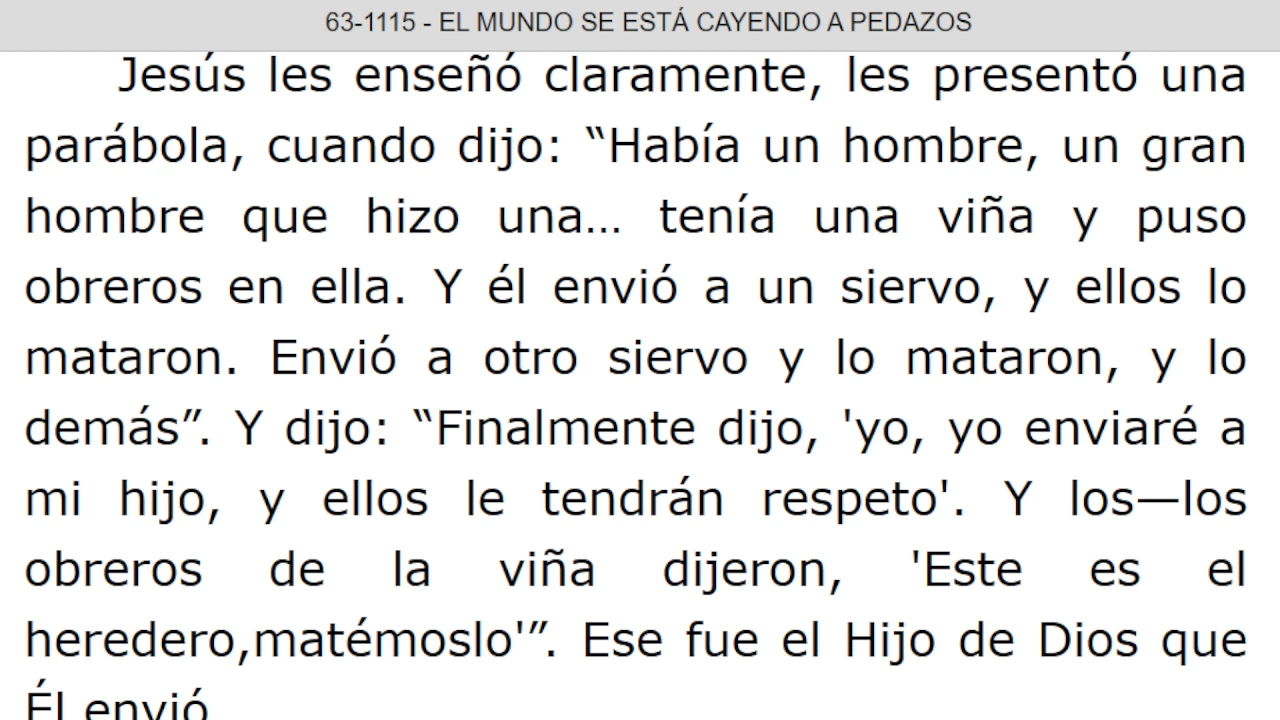 63-1115 - EL MUNDO SE ESTÁ CAYENDO A PEDAZOS
Jesús les enseñó claramente, les presentó una
parábola, cuando dijo: “Había un hombre, un gran
hombre que hizo una… tenía una viña y puso
obreros en ella. Y él envió a un siervo, y ellos lo
mataron. Envió a otro siervo y lo mataron, y lo
demás”. Y dijo: “Finalmente dijo, 'yo, yo enviaré a
mi hijo, y ellos le tendrán respeto'. Y los—los
obreros de la viña dijeron, 'Este es el
heredero,matémoslo'”. Ese fue el Hijo de Dios que
Él envió